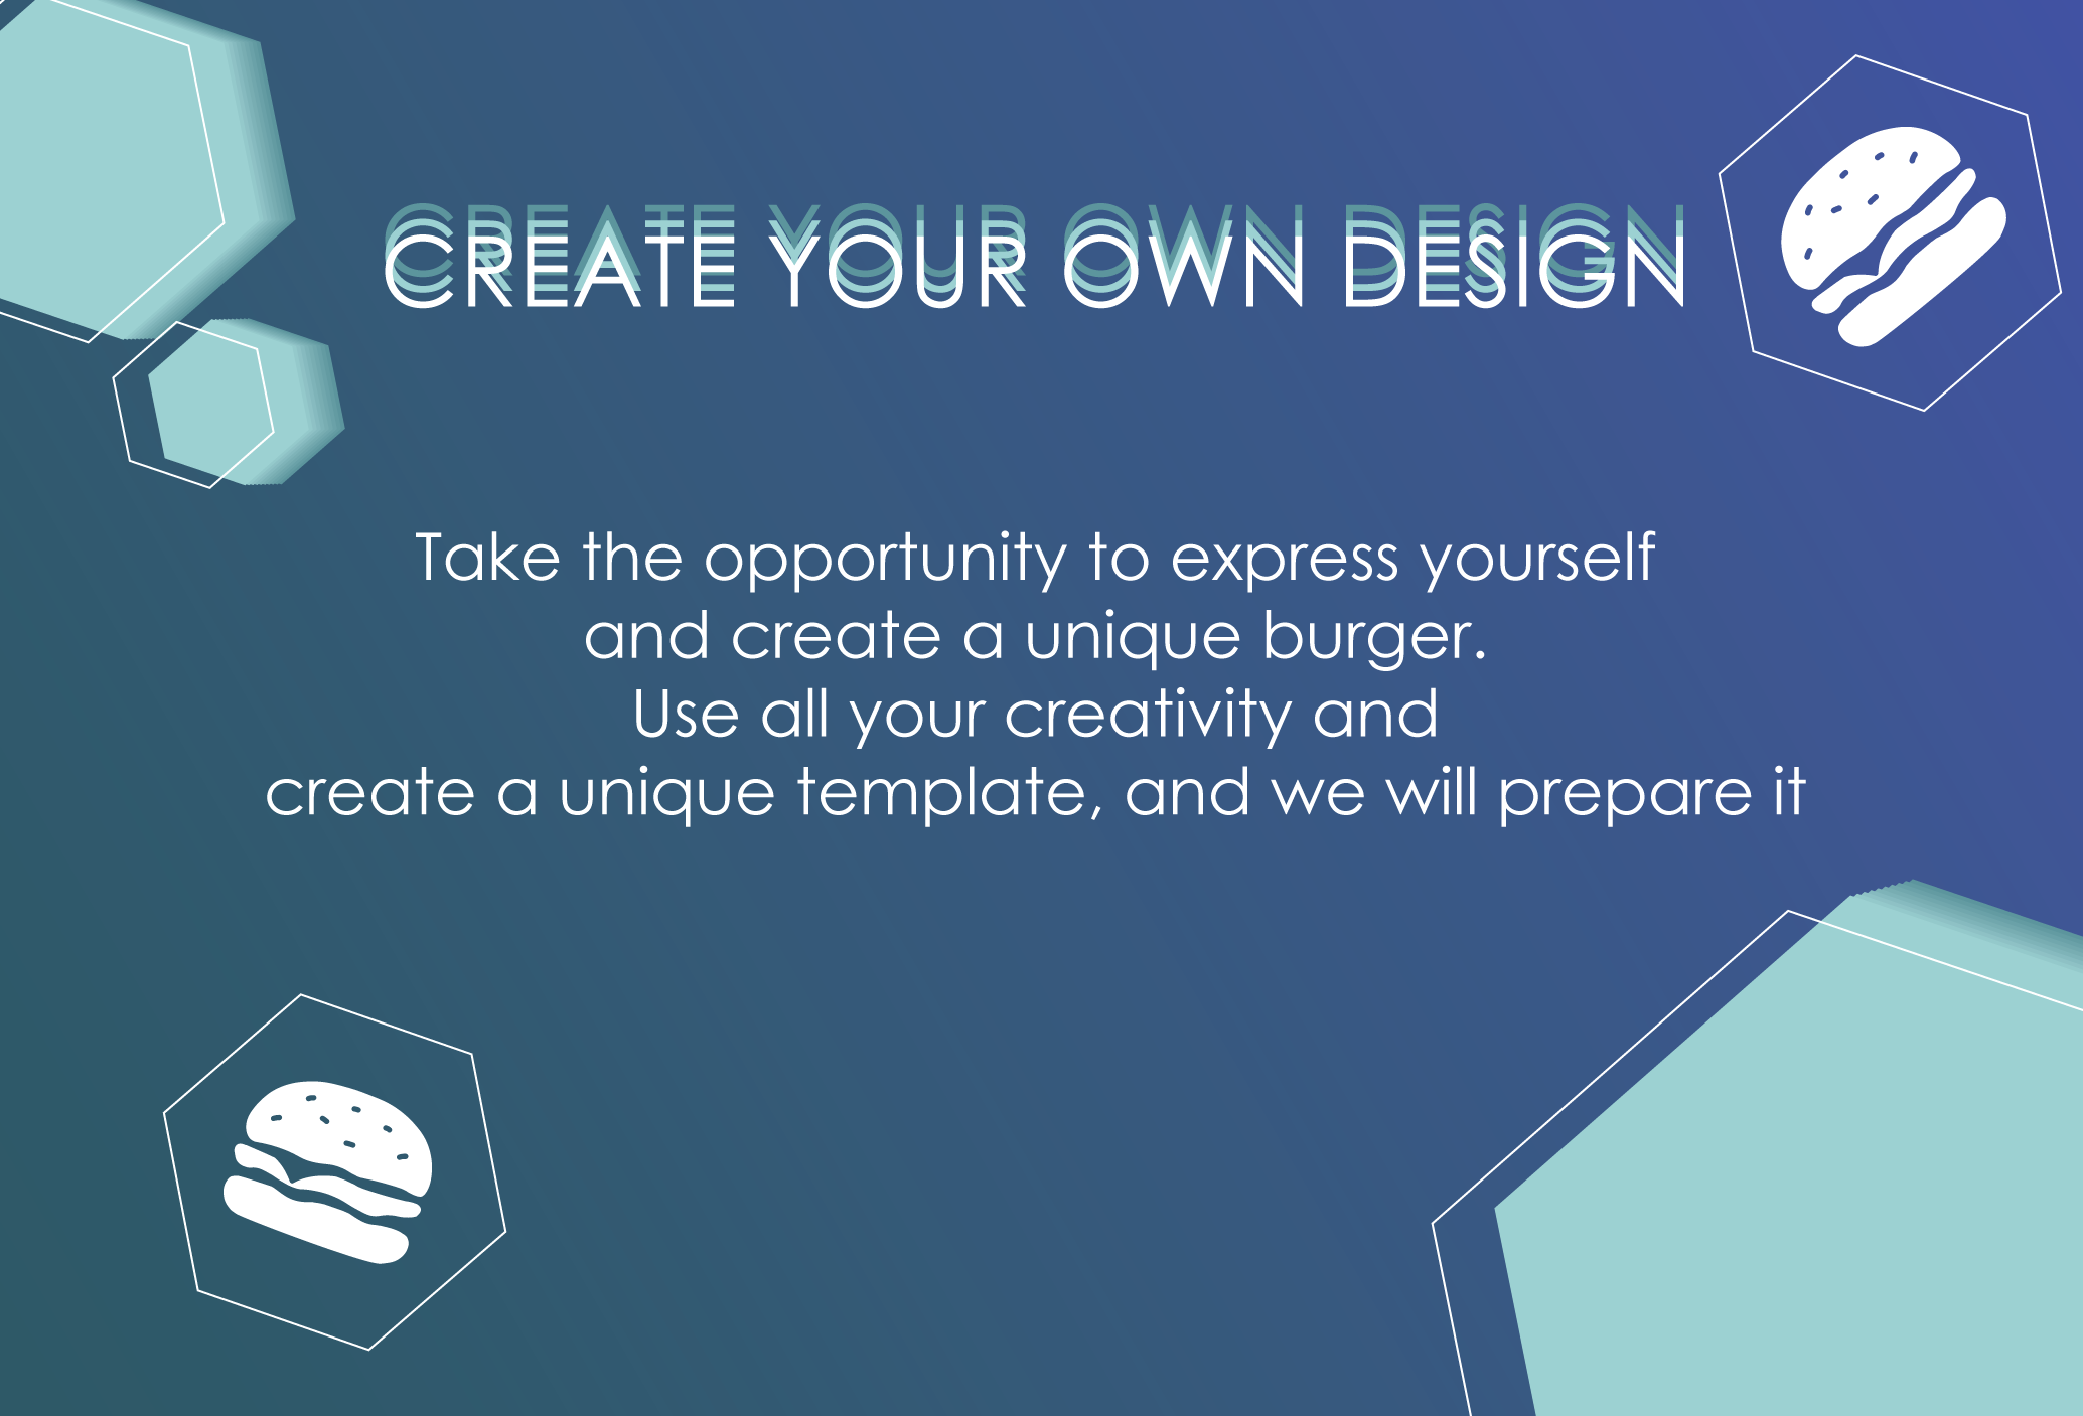 CREATE YOUR OWN DESIGN
Take the opportunity to express yourself
and create a unique burger.
Use all your creativity and
create a unique template, and we will prepare it